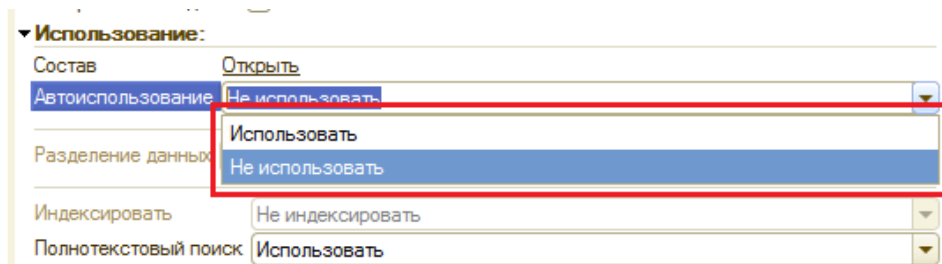 Использование:
Состав Открыть
Автоиспользование Не использовать
Использовать
Разделение данных Не использовать
Индексировать Не индексировать
Полнотекстовый поиск Использовать